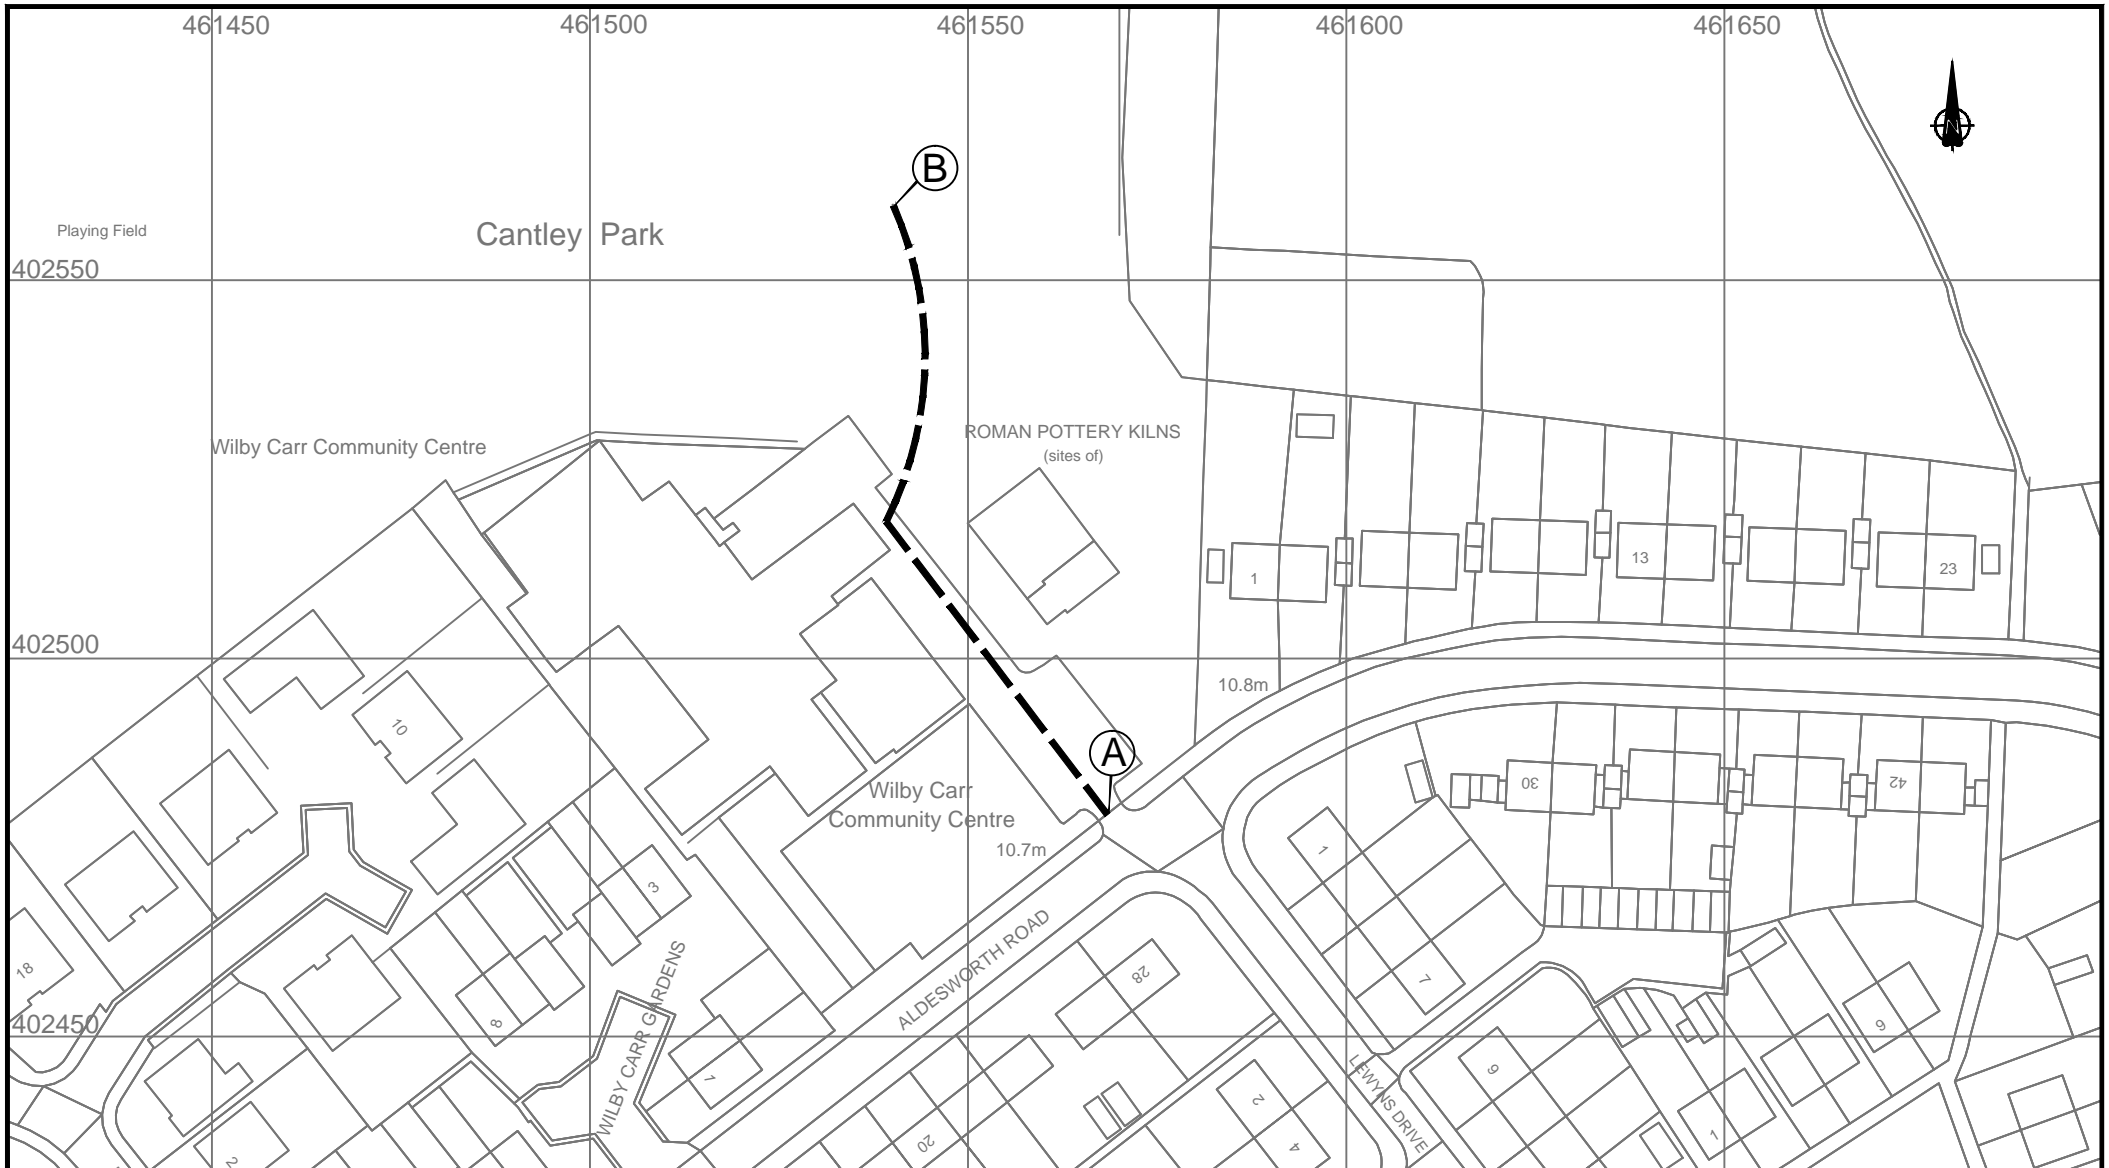 461450
461500
461550
461600
461650
N
B
Playing Field
Cantley Park
402550
Wilby Carr Community Centre
ROMAN POTTERY KILNS
(sites of)
1
13
23
402500
10.8m
10
A
Wilby Carr
Community Centre
10.7m
30
42
1
3
7
18
8
ALDESWORTH ROAD
28
WILBY CARR GARDENS
402450
7
6
9
2
20
2
4
LEWYNS DRIVE
1